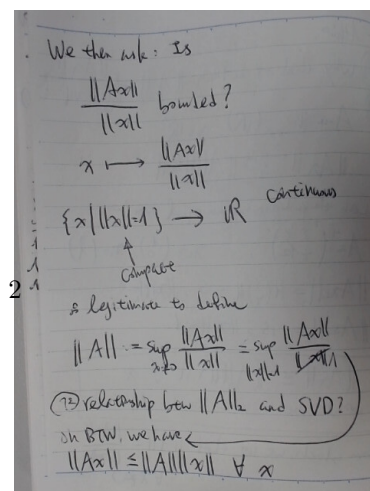 We then ask: Is
||Ax|| / ||x|| bounded?
x ↦ ||Ax|| / ||x||
{x | ||x||=1} → ℝ continuous
↑
compact
2
& legitimate to define
||A|| := sup_{x≠0} ||Ax|| / ||x|| = sup_{||x||=1} ||Ax|| / ||x||
relationship btw ||A||₂ and SVD?
BTW, we have
||Ax|| ≤ ||A|| ||x|| ∀ x